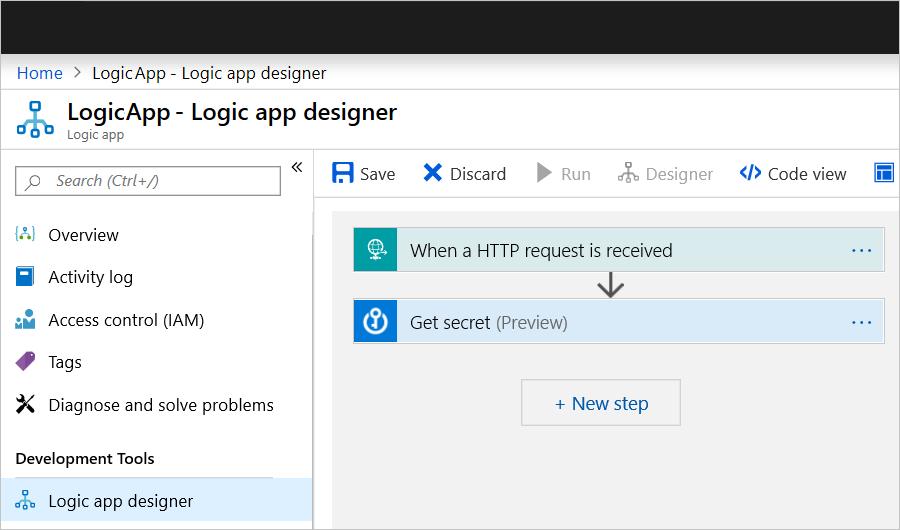 Home > LogicApp - Logic app designer
LogicApp - Logic app designer
Logic app
Search (Ctrl+/)
«
Save
Discard
Run
Designer
Code view
Overview
Activity log
Access control (IAM)
Tags
Diagnose and solve problems
Development Tools
Logic app designer
When a HTTP request is received
...
Get secret (Preview)
...
+ New step